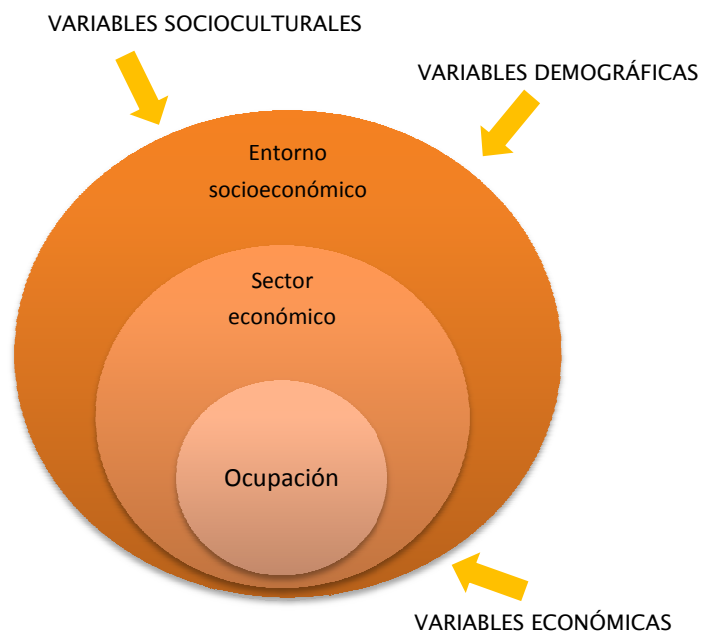 VARIABLES SOCIOCULTURALES
VARIABLES DEMOGRÁFICAS
Entorno
socioeconómico
Sector
económico
Ocupación
VARIABLES ECONÓMICAS